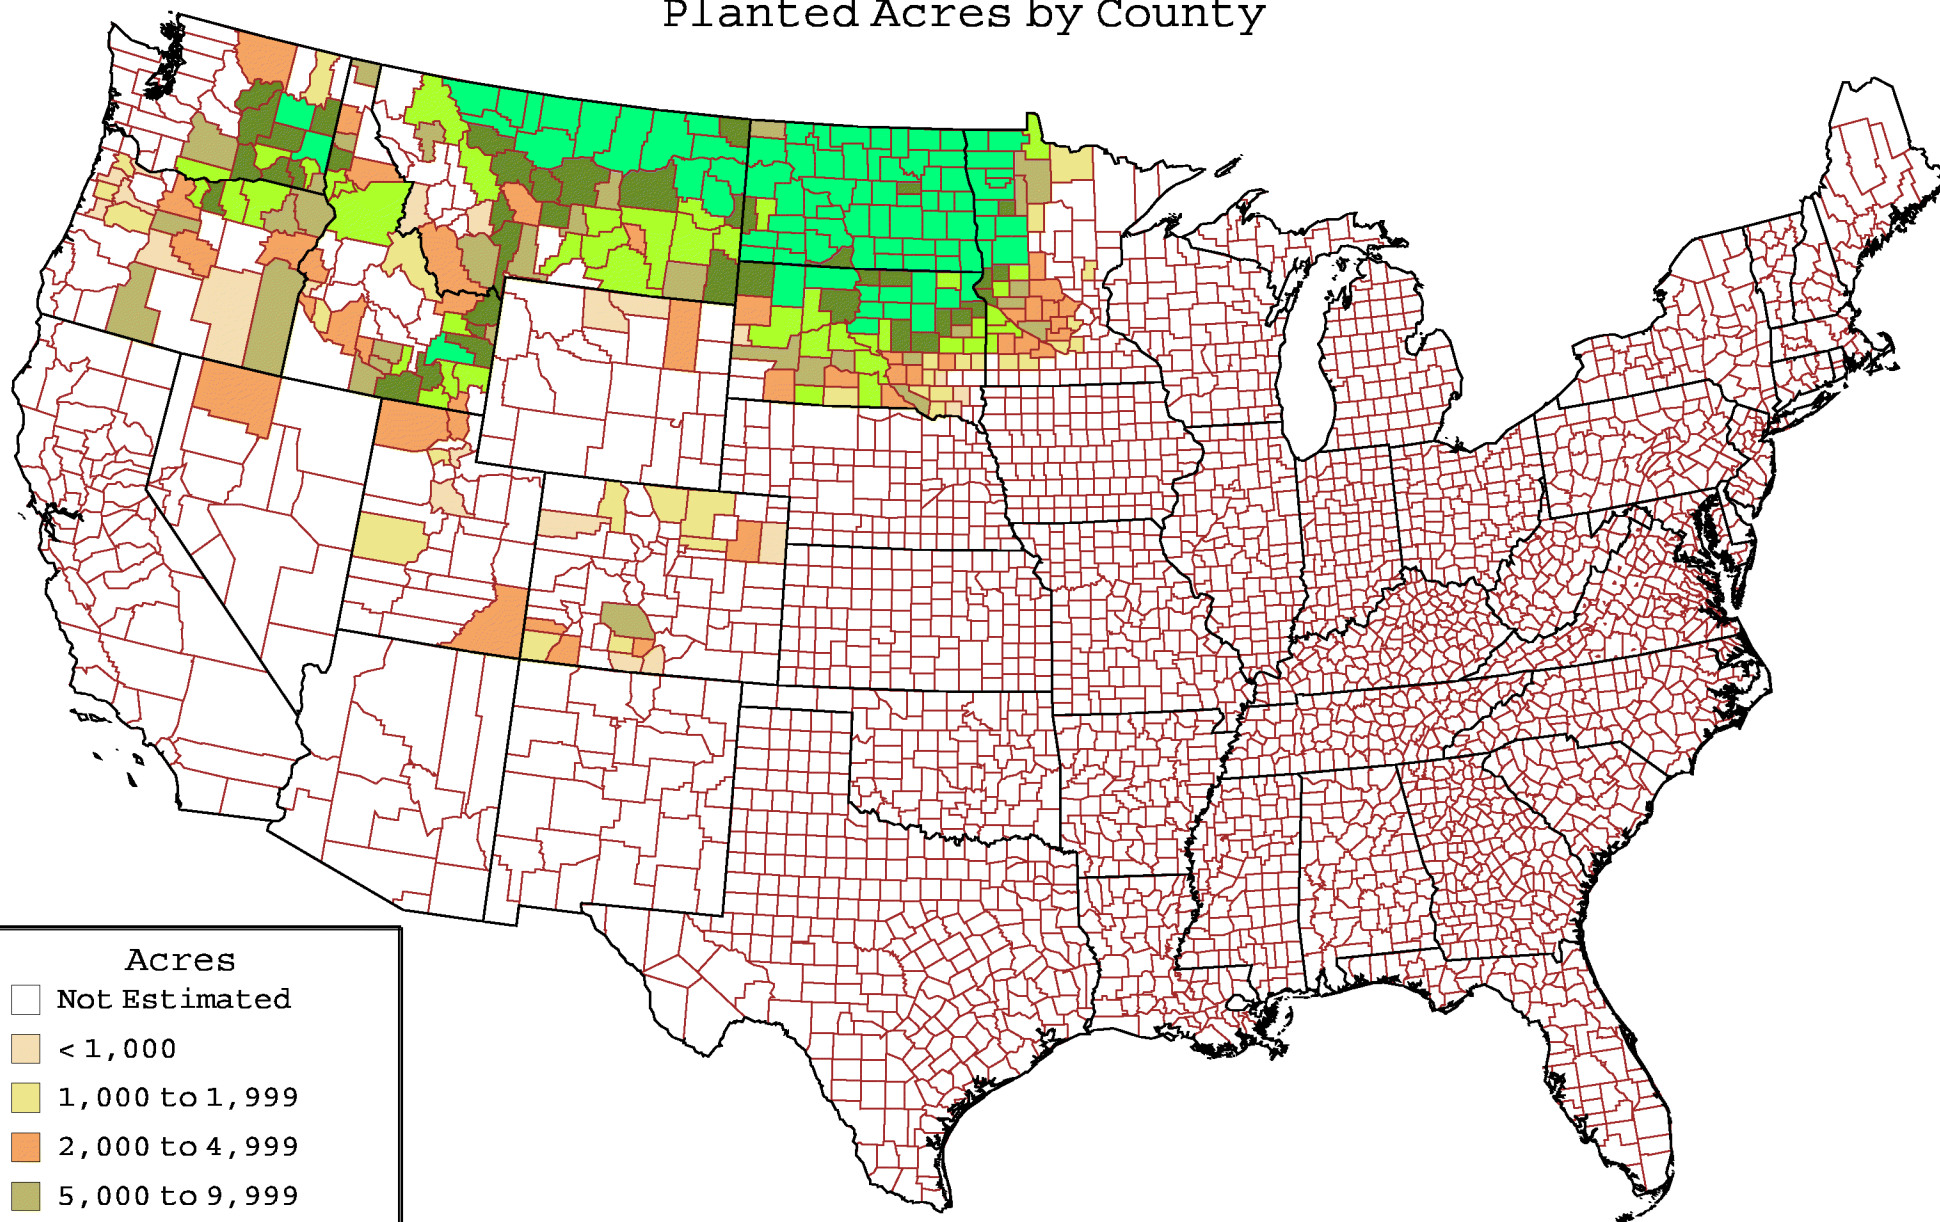 Planted Acres by County
Acres
Not Estimated
< 1,000
1,000 to 1,999
2,000 to 4,999
5,000 to 9,999